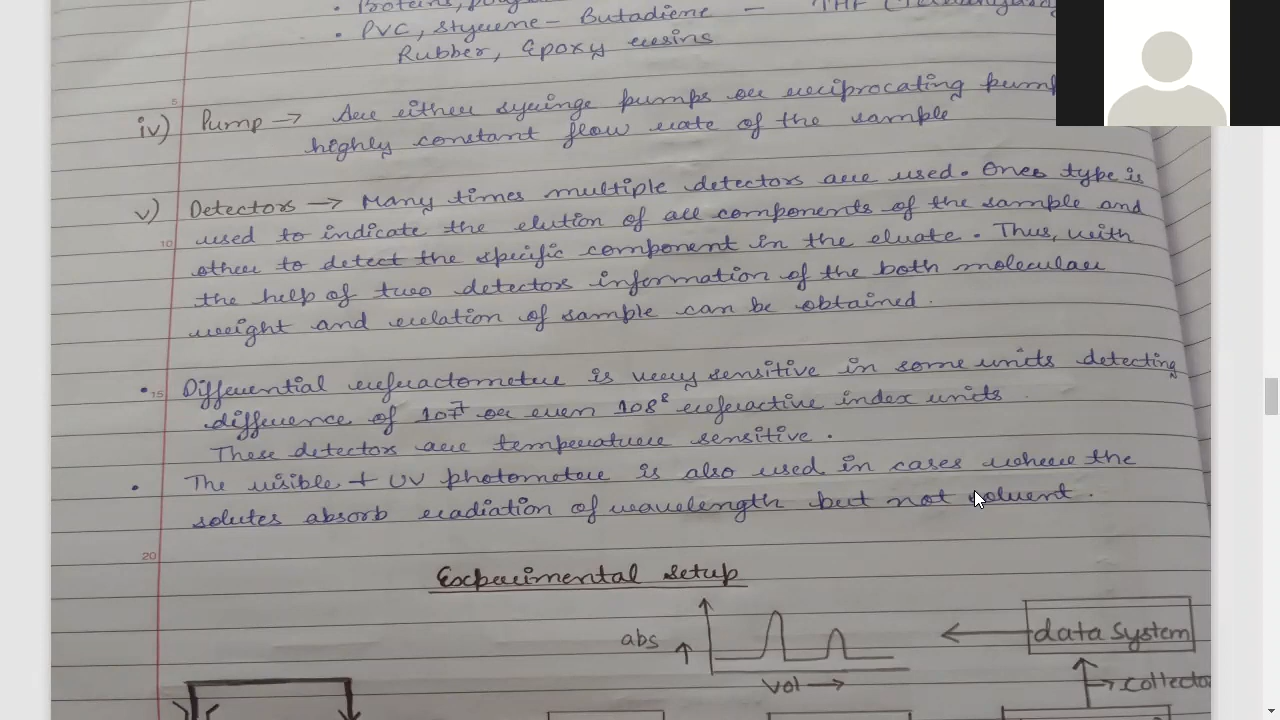 • Proteins,
• PVC, Styrene – Butadiene – THF
Rubber, Epoxy resins
5
iv) Pump → Are either syringe pumps or reciprocating pump
highly constant flow rate of the sample
v) Detectors → Many times multiple detectors are used. Ones type is
10 used to indicate the elution of all components of the sample and
other to detect the specific component in the eluate. Thus, with
the help of two detectors information of the both molecular
weight and relation of sample can be obtained.
15 • Differential refractometer is very sensitive in some units detecting
difference of 10⁷ or even 108⁸ refractive index units
These detectors are temperature sensitive.
• The visible + UV photometer is also used in cases where the
solutes absorb radiation of wavelength but not solvent.
20
Experimental setup
abs ↑
vol →
← data system
→ collecto